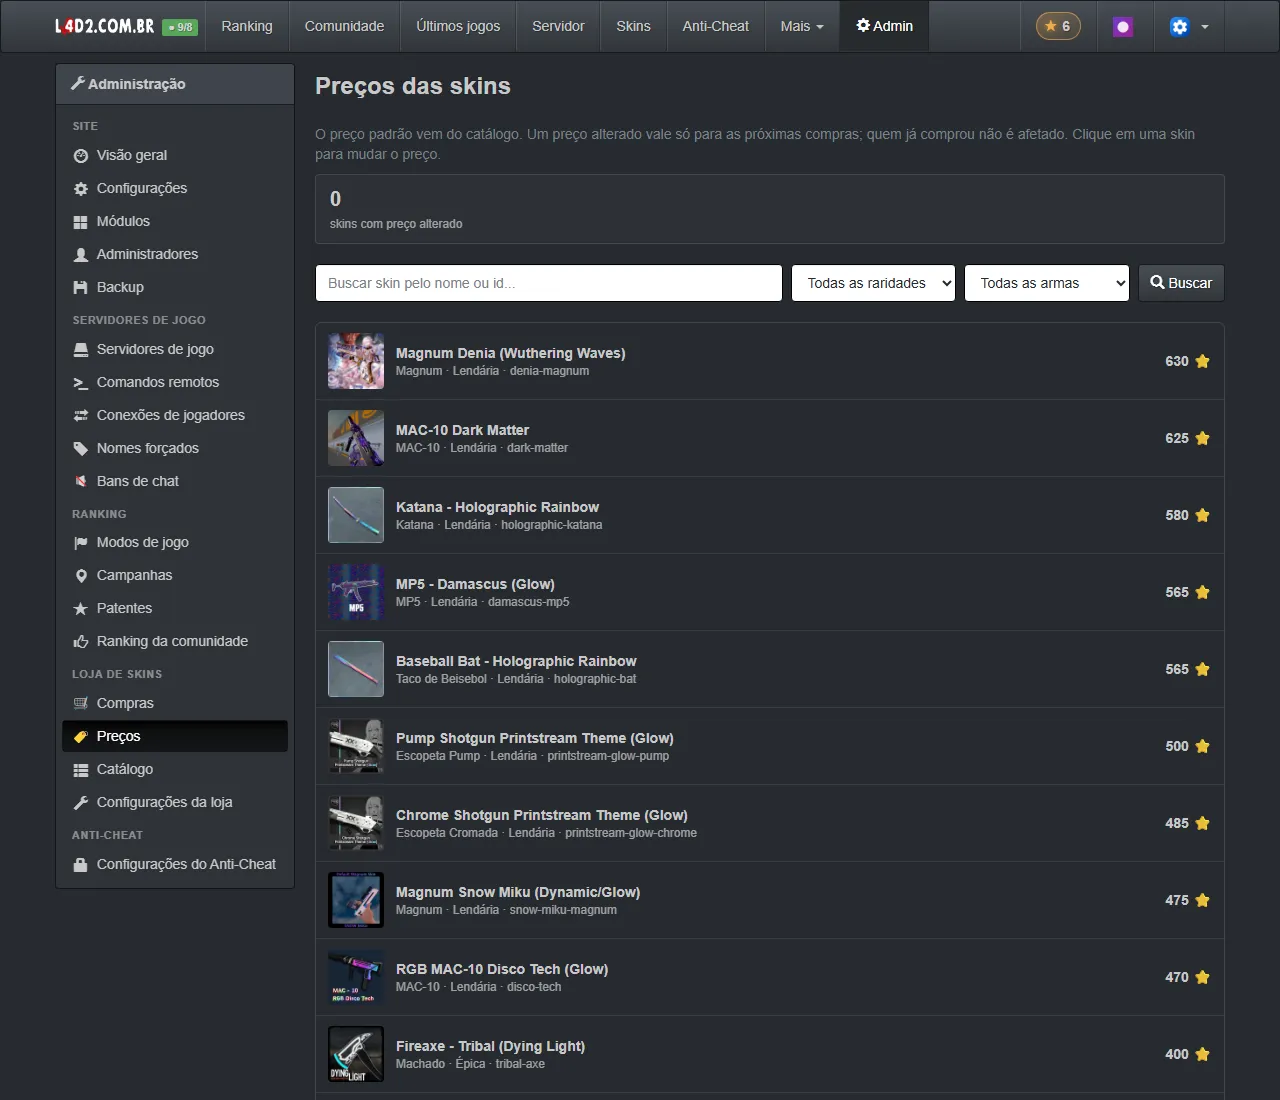 L4D2.COM.BR
9/8
Ranking
Comunidade
Últimos jogos
Servidor
Skins
Anti-Cheat
Mais
Admin
6
Administração
SITE
Visão geral
Configurações
Módulos
Administradores
Backup
SERVIDORES DE JOGO
Servidores de jogo
Comandos remotos
Conexões de jogadores
Nomes forçados
Bans de chat
RANKING
Modos de jogo
Campanhas
Patentes
Ranking da comunidade
LOJA DE SKINS
Compras
Preços
Catálogo
Configurações da loja
ANTI-CHEAT
Configurações do Anti-Cheat
Preços das skins
O preço padrão vem do catálogo. Um preço alterado vale só para as próximas compras; quem já comprou não é afetado. Clique em uma skin
para mudar o preço.
0
skins com preço alterado
Buscar skin pelo nome ou id...
Todas as raridades
Todas as armas
Buscar
Magnum Denia (Wuthering Waves)
Magnum · Lendária · denia-magnum
630
MAC-10 Dark Matter
MAC-10 · Lendária · dark-matter
625
Katana - Holographic Rainbow
Katana · Lendária · holographic-katana
580
MP5
MP5 - Damascus (Glow)
MP5 · Lendária · damascus-mp5
565
Baseball Bat - Holographic Rainbow
Taco de Beisebol · Lendária · holographic-bat
565
Pump Shotgun Printstream Theme (Glow)
Escopeta Pump · Lendária · printstream-glow-pump
500
Chrome Shotgun Printstream Theme (Glow)
Escopeta Cromada · Lendária · printstream-glow-chrome
485
Magnum Snow Miku (Dynamic/Glow)
Magnum · Lendária · snow-miku-magnum
475
MAC - 10
RGB Disco Tech
RGB MAC-10 Disco Tech (Glow)
MAC-10 · Lendária · disco-tech
470
DYING LIGHT
Fireaxe - Tribal (Dying Light)
Machado · Épica · tribal-axe
400